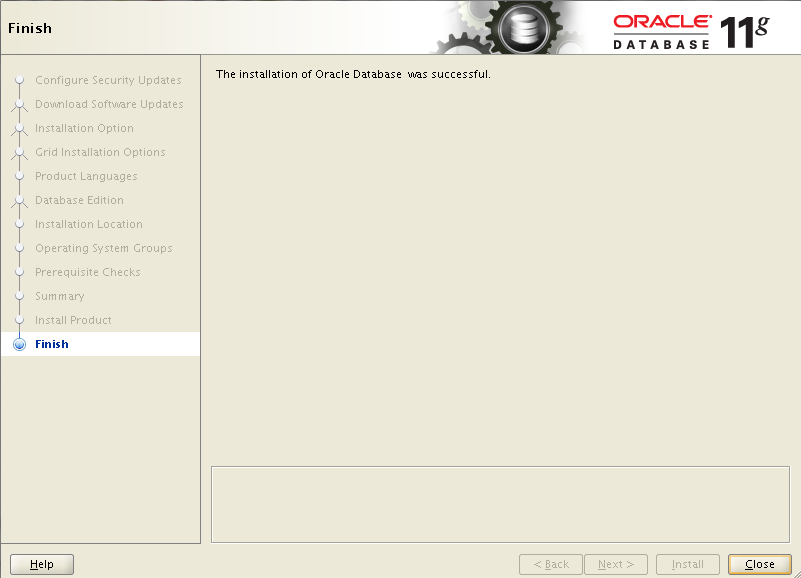 Finish
ORACLE
DATABASE
11g
Configure Security Updates
Download Software Updates
Installation Option
Grid Installation Options
Product Languages
Database Edition
Installation Location
Operating System Groups
Prerequisite Checks
Summary
Install Product
Finish
The installation of Oracle Database was successful.
Help
< Back
Next >
Install
Close